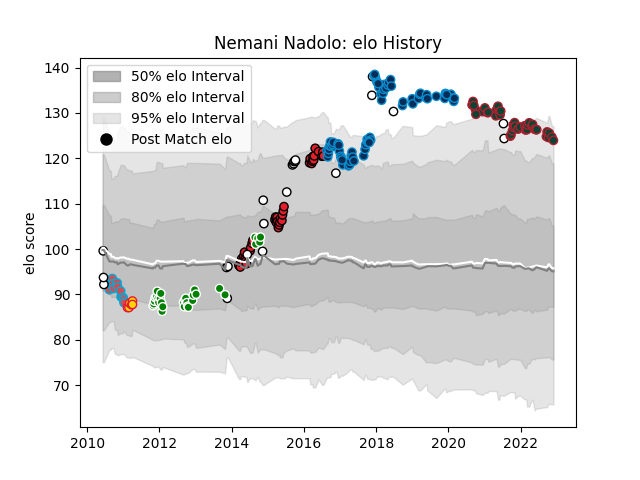 Nemani Nadolo: elo History
50% elo Interval
80% elo Interval
95% elo Interval
Post Match elo
elo score
140
130
120
110
100
90
80
70
2010 2012 2014 2016 2018 2020 2022